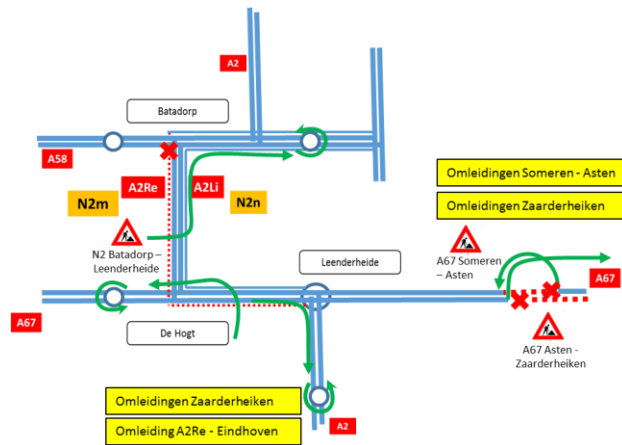 A2
Batadorp
A58
A2Re
A2Li
N2m
N2n
Omleidingen Someren - Asten
Omleidingen Zaarderheiken
N2 Batadorp –
Leenderheide
Leenderheide
A67 Someren
– Asten
A67
A67
De Hogt
A67 Asten -
Zaarderheiken
Omleidingen Zaarderheiken
Omleiding A2Re - Eindhoven
A2